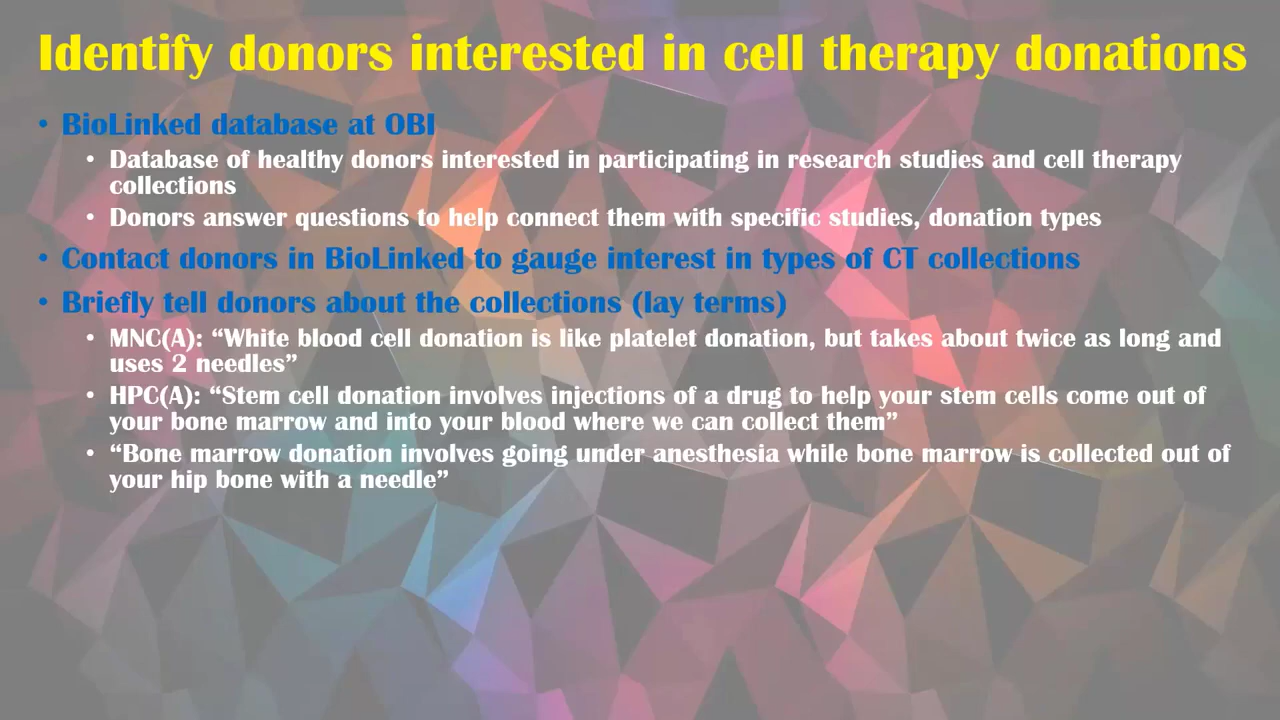 Identify donors interested in cell therapy donations
• BioLinked database at OBI
• Database of healthy donors interested in participating in research studies and cell therapy
collections
• Donors answer questions to help connect them with specific studies, donation types
• Contact donors in BioLinked to gauge interest in types of CT collections
• Briefly tell donors about the collections (lay terms)
• MNC(A): “White blood cell donation is like platelet donation, but takes about twice as long and
uses 2 needles”
• HPC(A): “Stem cell donation involves injections of a drug to help your stem cells come out of
your bone marrow and into your blood where we can collect them”
• “Bone marrow donation involves going under anesthesia while bone marrow is collected out of
your hip bone with a needle”